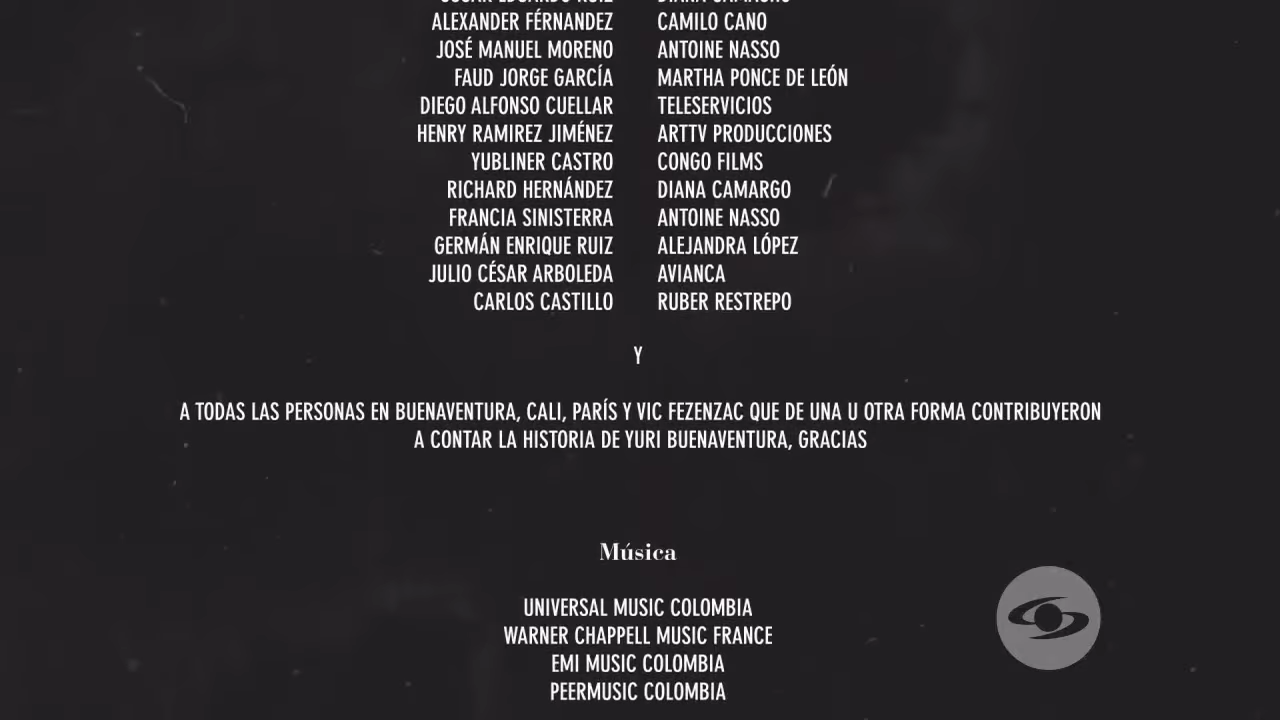 ALEXANDER FÉRNANDEZ CAMILO CANO
JOSÉ MANUEL MORENO ANTOINE NASSO
FAUD JORGE GARCÍA MARTHA PONCE DE LEÓN
DIEGO ALFONSO CUELLAR TELESERVICIOS
HENRY RAMIREZ JIMÉNEZ ARTTV PRODUCCIONES
YUBLINER CASTRO CONGO FILMS
RICHARD HERNÁNDEZ DIANA CAMARGO
FRANCIA SINISTERRA ANTOINE NASSO
GERMÁN ENRIQUE RUIZ ALEJANDRA LÓPEZ
JULIO CÉSAR ARBOLEDA AVIANCA
CARLOS CASTILLO RUBER RESTREPO
Y
A TODAS LAS PERSONAS EN BUENAVENTURA, CALI, PARÍS Y VIC FEZENZAC QUE DE UNA U OTRA FORMA CONTRIBUYERON
A CONTAR LA HISTORIA DE YURI BUENAVENTURA, GRACIAS
Música
UNIVERSAL MUSIC COLOMBIA
WARNER CHAPPELL MUSIC FRANCE
EMI MUSIC COLOMBIA
PEERMUSIC COLOMBIA